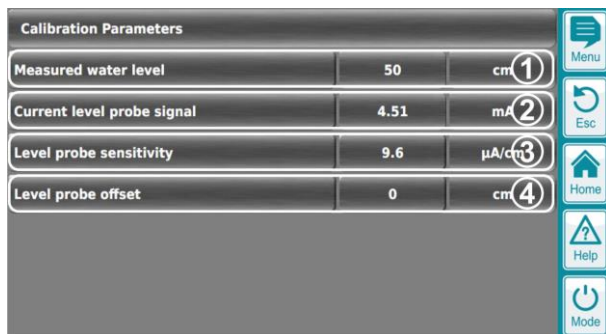 Calibration Parameters
Measured water level 50 cm 1
Current level probe signal 4.51 mA 2
Level probe sensitivity 9.6 µA/cm 3
Level probe offset 0 cm 4
Menu
Esc
Home
? Help
Mode